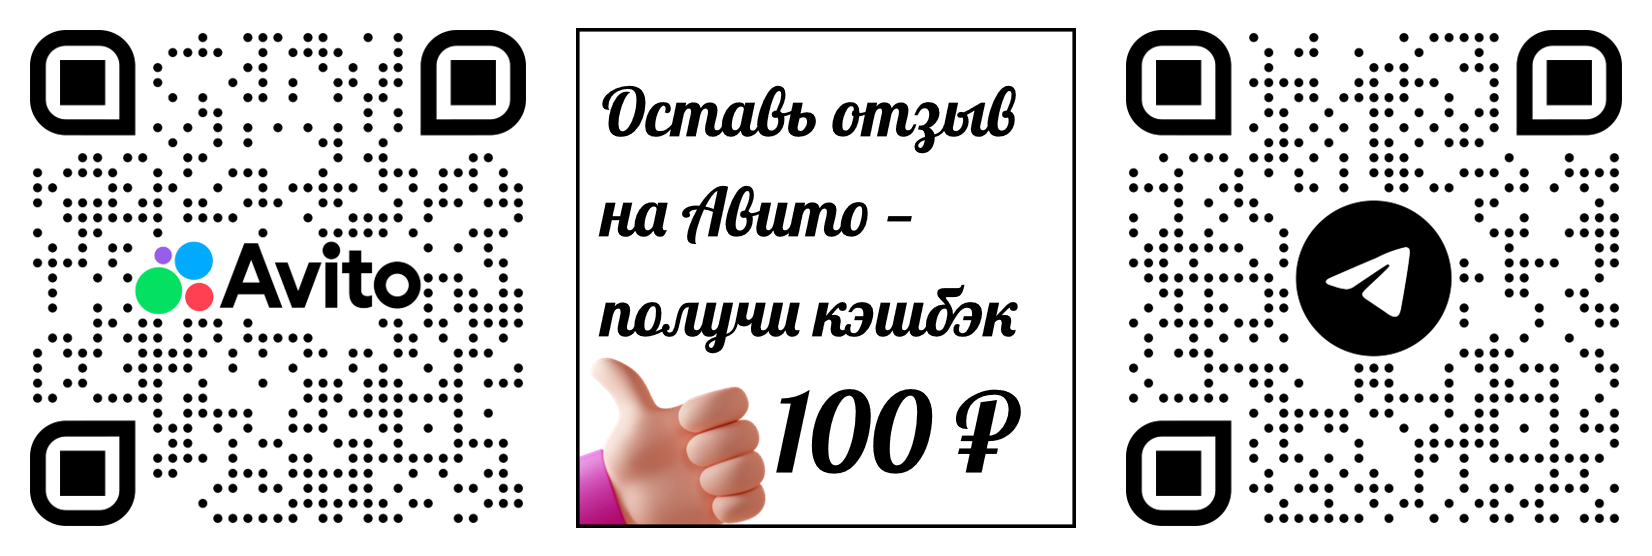 Avito
Оставь отзыв
на Авито –
получи кэшбэк
100 ₽